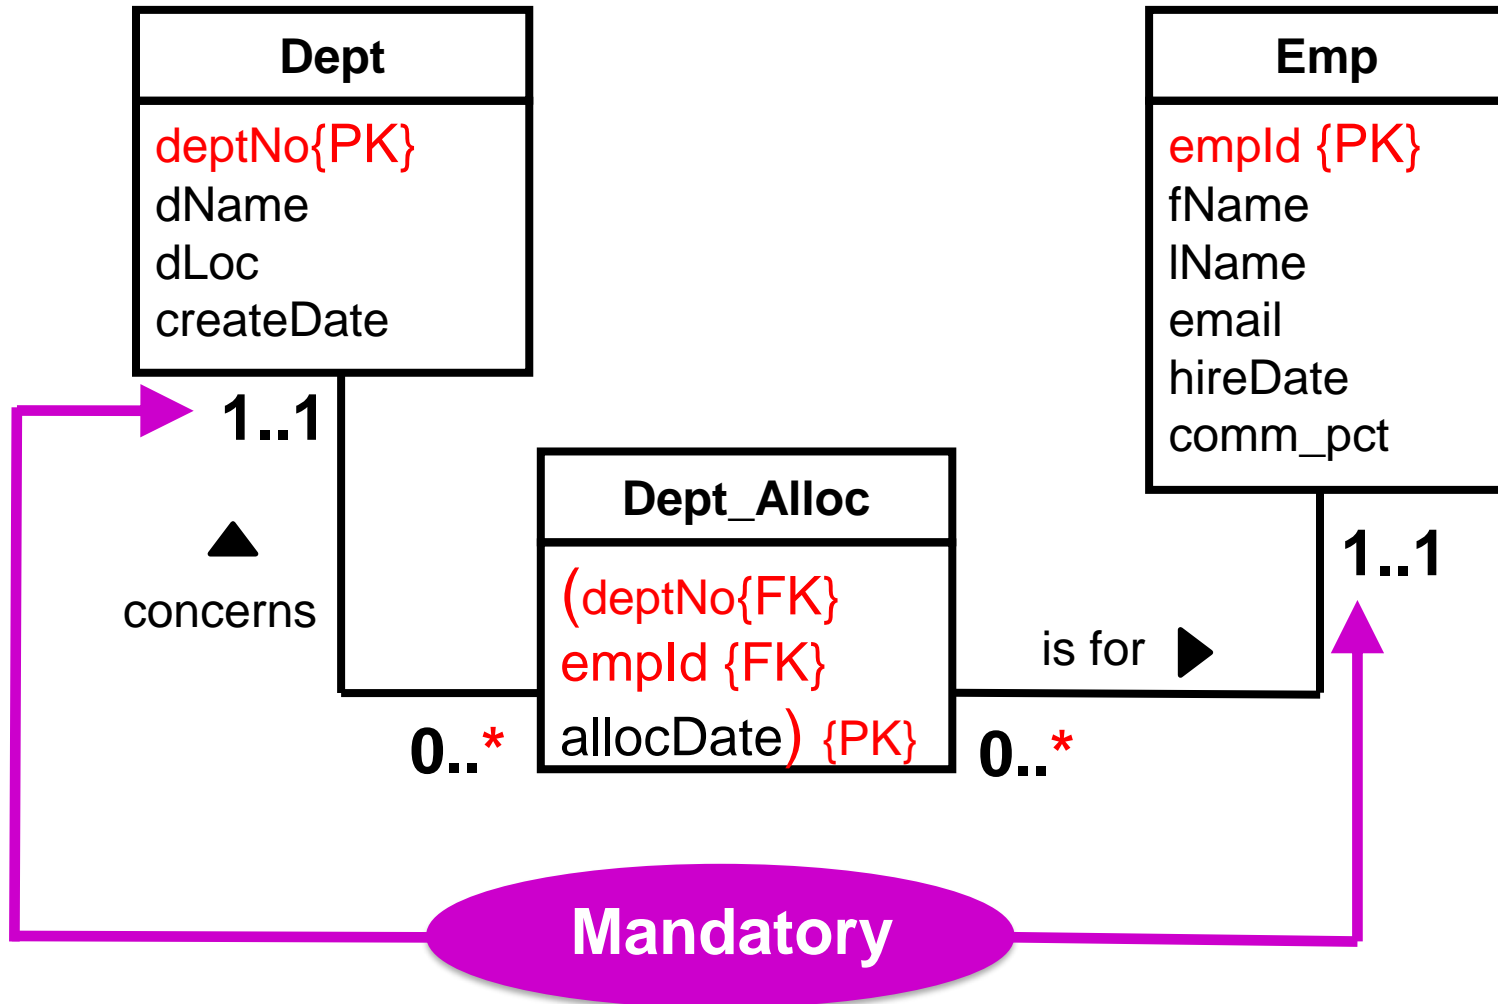 Dept
deptNo{PK}
dName
dLoc
createDate
Emp
empId {PK}
fName
lName
email
hireDate
comm_pct
1..1
concerns
Dept_Alloc
(deptNo{FK}
empId {FK}
allocDate) {PK}
1..1
is for
0..*
0..*
Mandatory